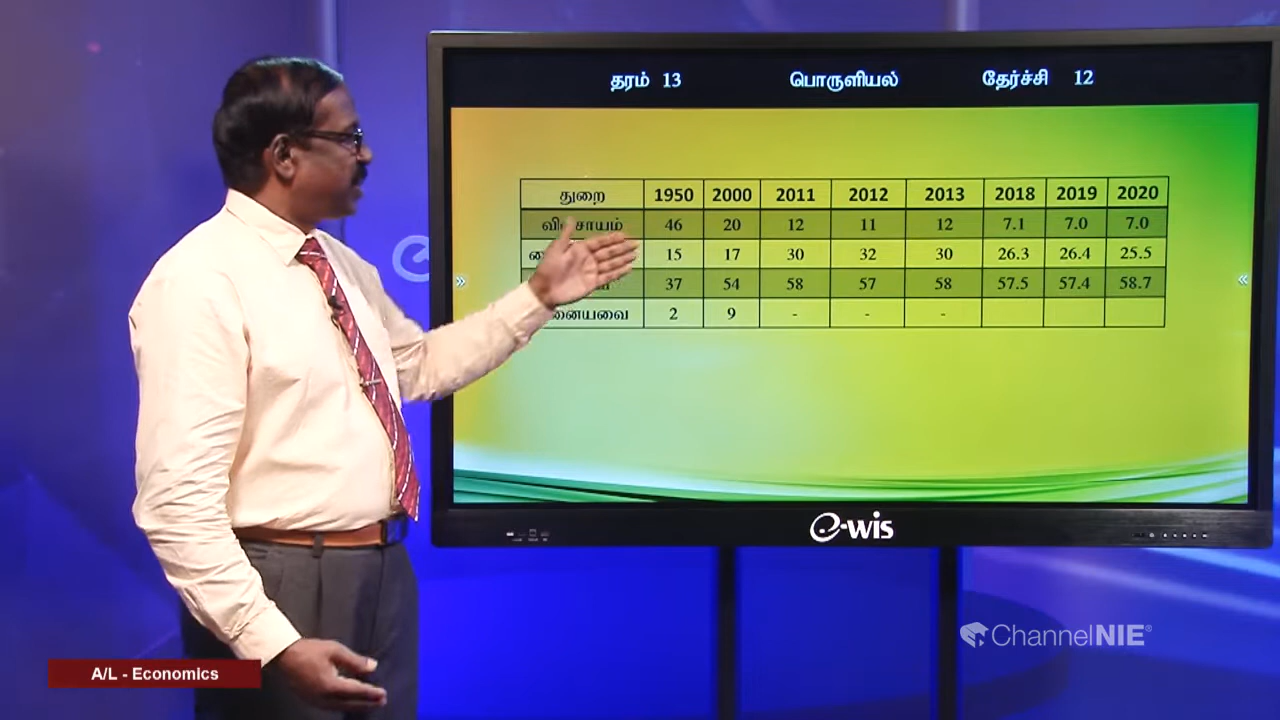 தரம் 13 பொருளியல் தேர்ச்சி 12
துறை 1950 2000 2011 2012 2013 2018 2019 2020
46 20 12 11 12 7.1 7.0 7.0
15 17 30 32 30 26.3 26.4 25.5
37 54 58 57 58 57.5 57.4 58.7
2 9 - - -
e-wis
ChannelNIE
A/L - Economics